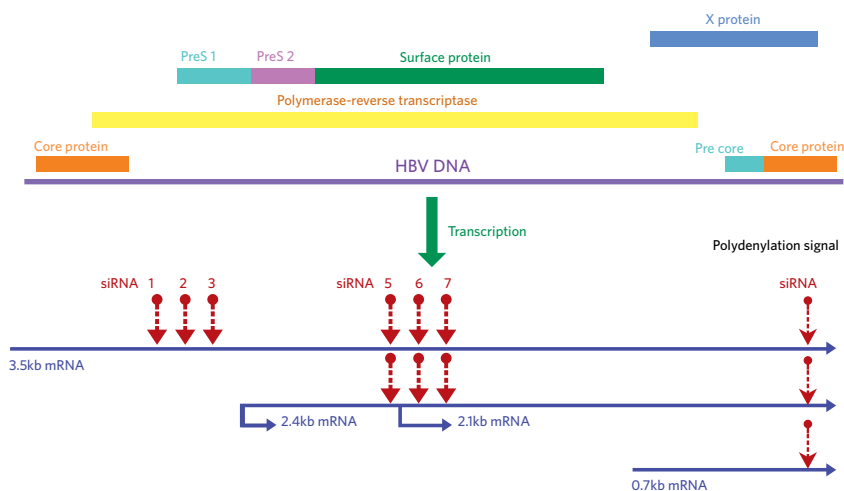 X protein
PreS 1 PreS 2 Surface protein
Polymerase-reverse transcriptase
Core protein Pre core Core protein
HBV DNA
Transcription
Polydenylation signal
siRNA 1 2 3 siRNA 5 6 7 siRNA
3.5kb mRNA
2.4kb mRNA 2.1kb mRNA
0.7kb mRNA